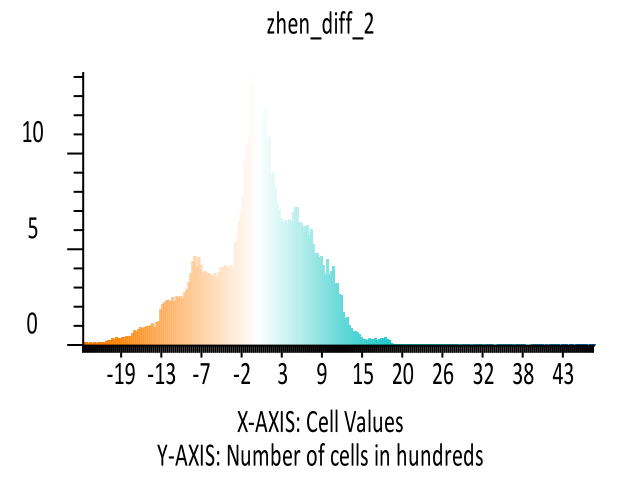 zhen_diff_2
10
5
0
-19 -13 -7 -2 3 9 15 20 26 32 38 43
X-AXIS: Cell Values
Y-AXIS: Number of cells in hundreds